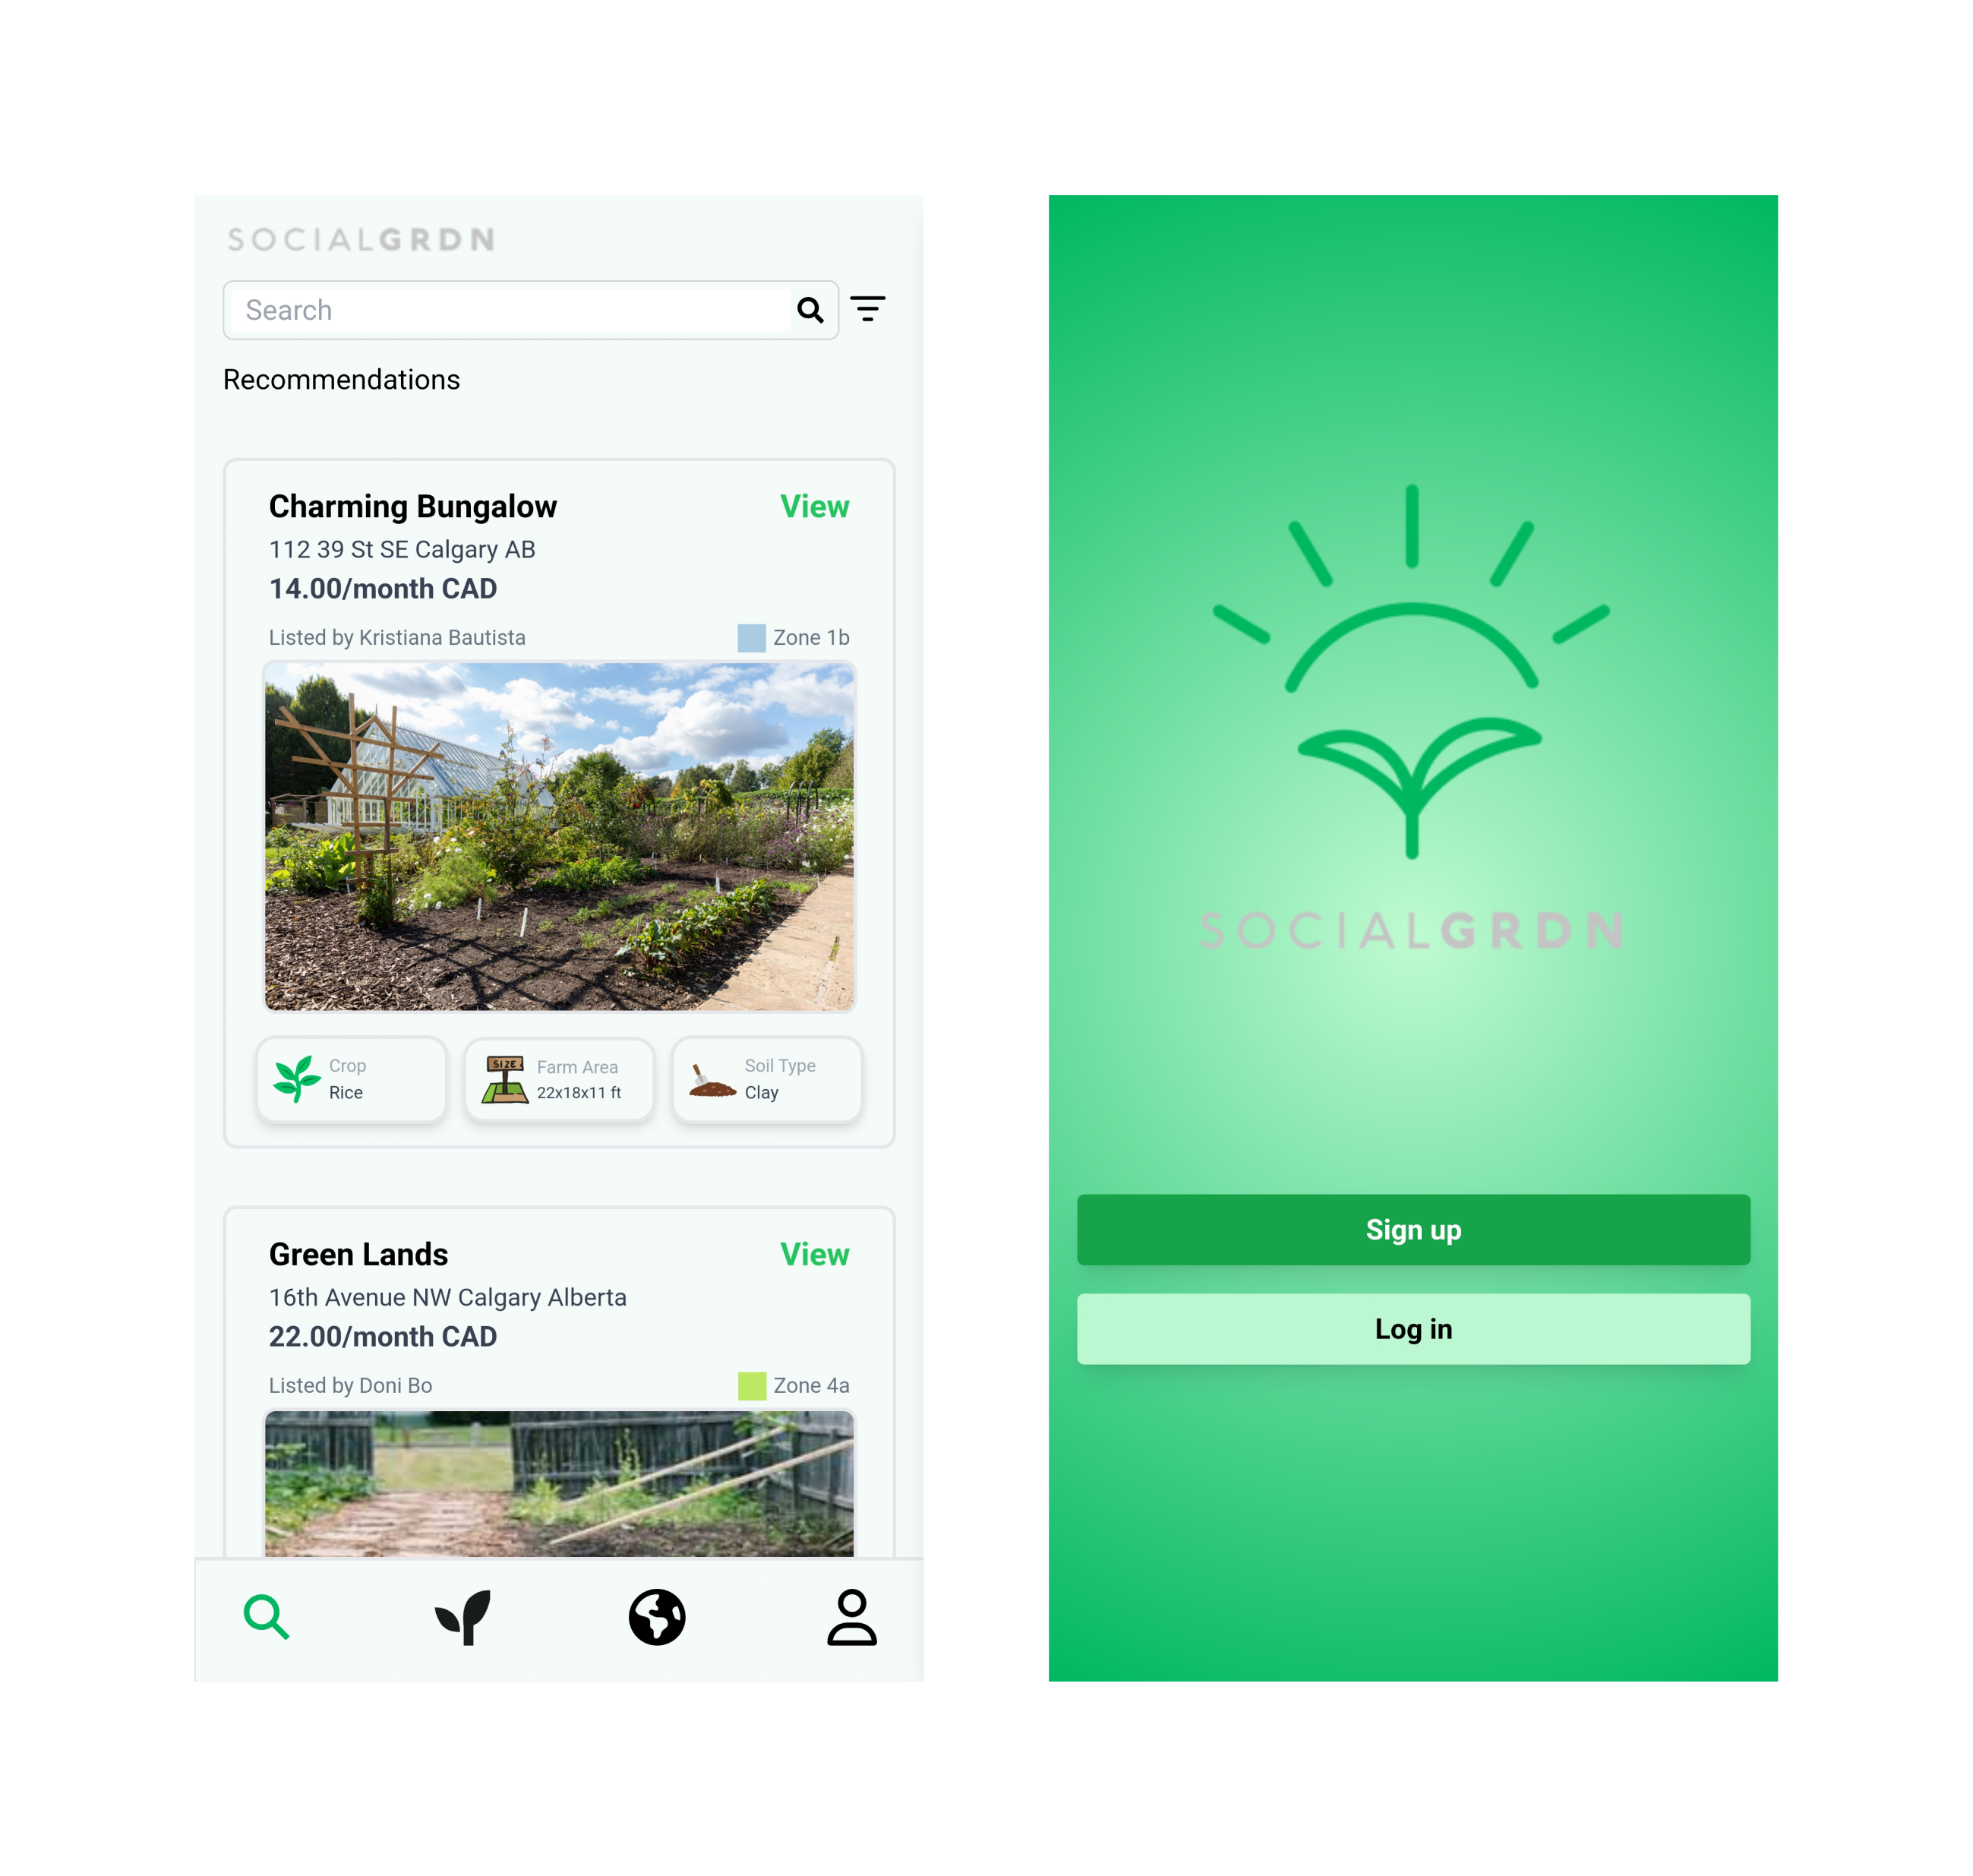 SOCIALGRDN
Search
Recommendations
Charming Bungalow
View
112 39 St SE Calgary AB
14.00/month CAD
Listed by Kristiana Bautista
Zone 1b
Crop
Rice
SIZE
Farm Area
22x18x11 ft
Soil Type
Clay
Green Lands
View
16th Avenue NW Calgary Alberta
22.00/month CAD
Listed by Doni Bo
Zone 4a
SOCIALGRDN
Sign up
Log in